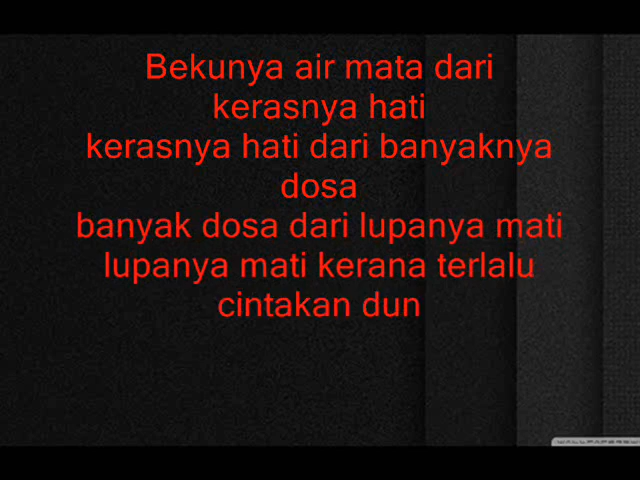 Bekunya air mata dari
kerasnya hati
kerasnya hati dari banyaknya
dosa
banyak dosa dari lupanya mati
lupanya mati kerana terlalu
cintakan dun